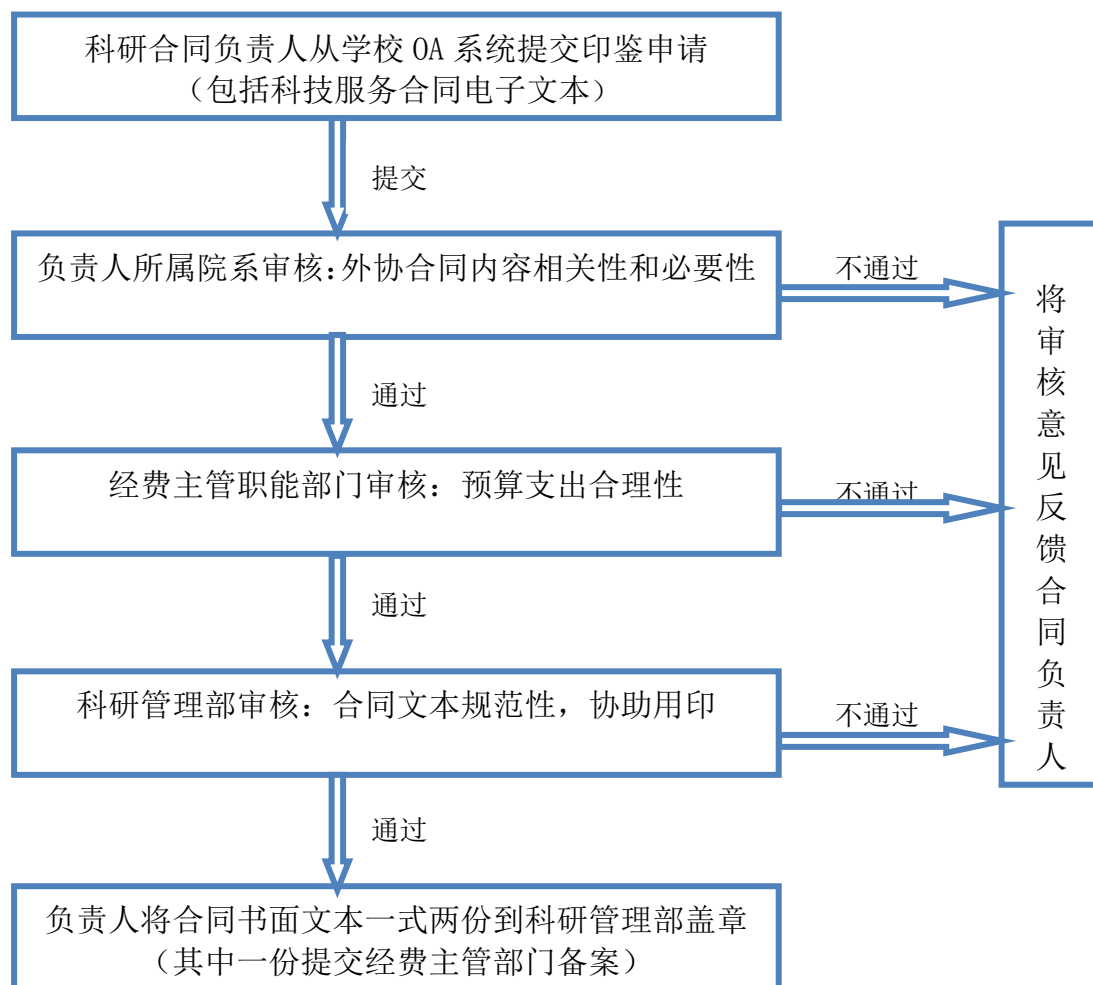 科研合同负责人从学校 OA 系统提交印鉴申请
（包括科技服务合同电子文本）
提交
负责人所属院系审核:外协合同内容相关性和必要性
不通过
通过
经费主管职能部门审核：预算支出合理性
不通过
通过
科研管理部审核：合同文本规范性，协助用印
不通过
通过
负责人将合同书面文本一式两份到科研管理部盖章
（其中一份提交经费主管部门备案）
将审核意见反馈合同负责人